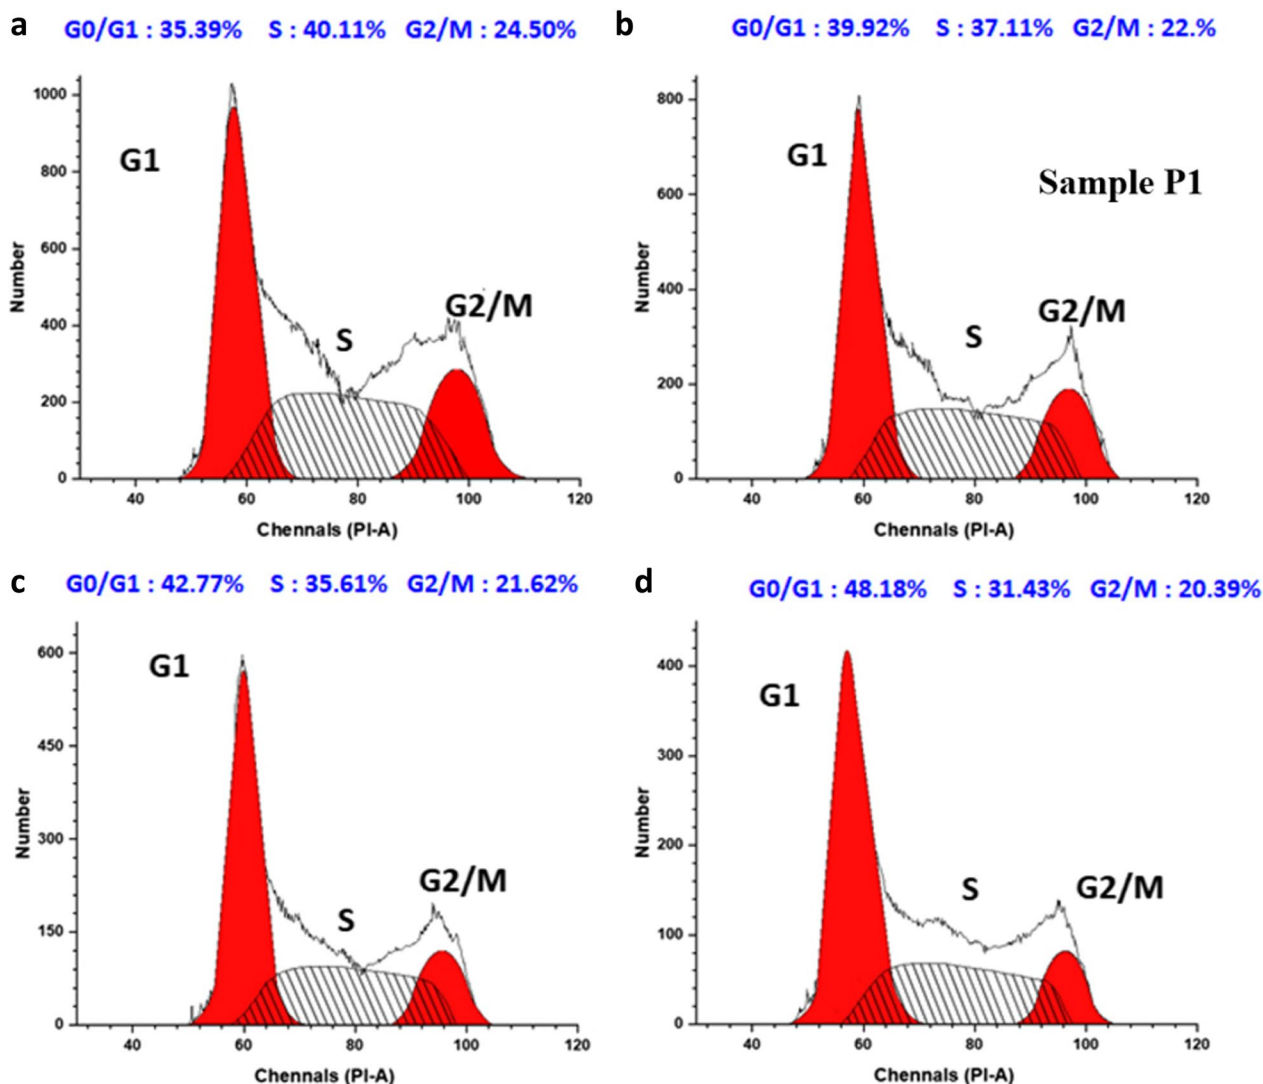 a
G0/G1 : 35.39% S : 40.11% G2/M : 24.50%
1000
800
600
400
200
0
Number
G1
S
G2/M
40 60 80 100 120
Chennals (PI-A)
b
G0/G1 : 39.92% S : 37.11% G2/M : 22.%
800
600
400
200
0
Number
G1
Sample P1
S
G2/M
40 60 80 100 120
Chennals (PI-A)
c
G0/G1 : 42.77% S : 35.61% G2/M : 21.62%
600
450
300
150
0
Number
G1
S
G2/M
40 60 80 100 120
Chennals (PI-A)
d
G0/G1 : 48.18% S : 31.43% G2/M : 20.39%
400
300
200
100
0
Number
G1
S
G2/M
40 60 80 100 120
Chennals (PI-A)